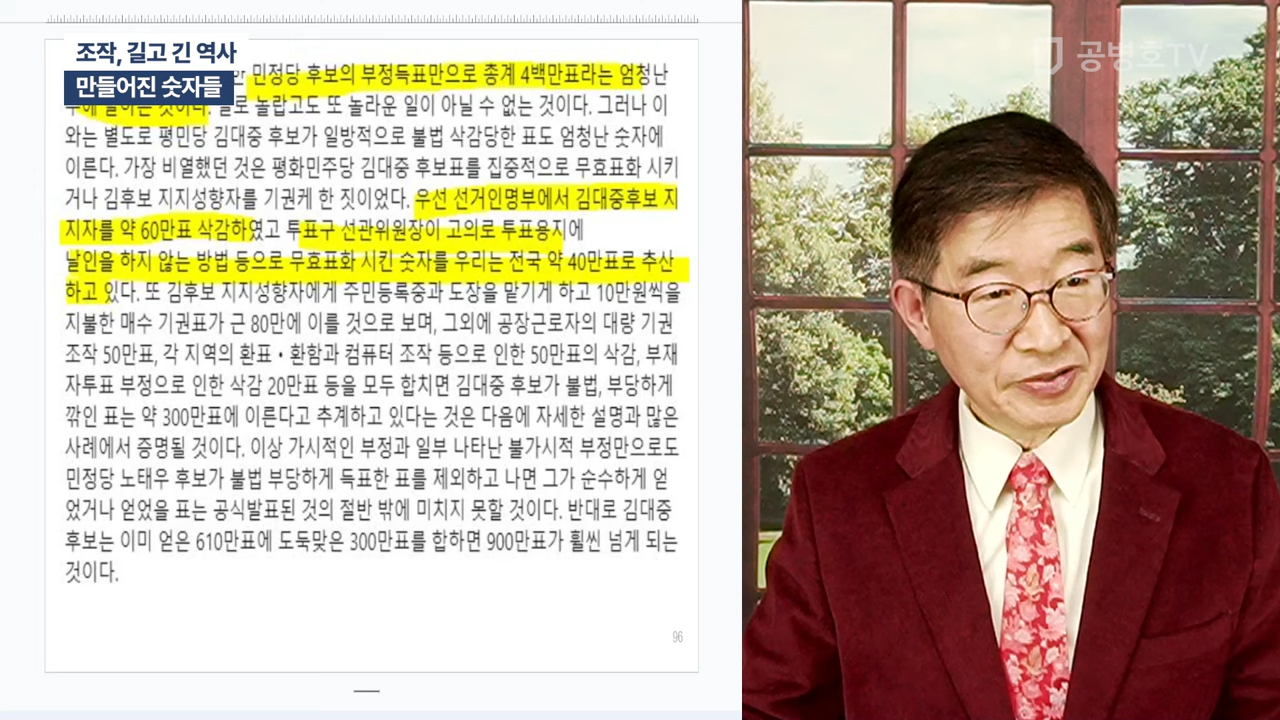 조작, 길고 긴 역사
만들어진 숫자들
공병호TV
민정당 후보의 부정득표만으로 총계 4백만표라는 엄청난
놀랍고도 또 놀라운 일이 아닐 수 없는 것이다. 그러나 이
와는 별도로 평민당 김대중 후보가 일방적으로 불법 삭감당한 표도 엄청난 숫자에
이른다. 가장 비열했던 것은 평화민주당 김대중 후보표를 집중적으로 무효표화 시키
거나 김후보 지지성향자를 기권케 한 짓이었다. 우선 선거인명부에서 김대중후보 지
지자를 약 60만표 삭감하였고 투표구 선관위원장이 고의로 투표용지에
날인을 하지 않는 방법 등으로 무효표화 시킨 숫자를 우리는 전국 약 40만표로 추산
하고 있다. 또 김후보 지지성향자에게 주민등록증과 도장을 맡기게 하고 10만원씩을
지불한 매수 기권표가 근 80만에 이를 것으로 보며, 그외에 공장근로자의 대량 기권
조작 50만표, 각 지역의 환표·환함과 컴퓨터 조작 등으로 인한 50만표의 삭감, 부재
자투표 부정으로 인한 삭감 20만표 등을 모두 합치면 김대중 후보가 불법, 부당하게
깎인 표는 약 300만표에 이른다고 추계하고 있다는 것은 다음에 자세한 설명과 많은
사례에서 증명될 것이다. 이상 가시적인 부정과 일부 나타난 불가시적 부정만으로도
민정당 노태우 후보가 불법 부당하게 득표한 표를 제외하고 나면 그가 순수하게 얻
었거나 얻었을 표는 공식발표된 것의 절반 밖에 미치지 못할 것이다. 반대로 김대중
후보는 이미 얻은 610만표에 도둑맞은 300만표를 합하면 900만표가 훨씬 넘게 되는
것이다.
96